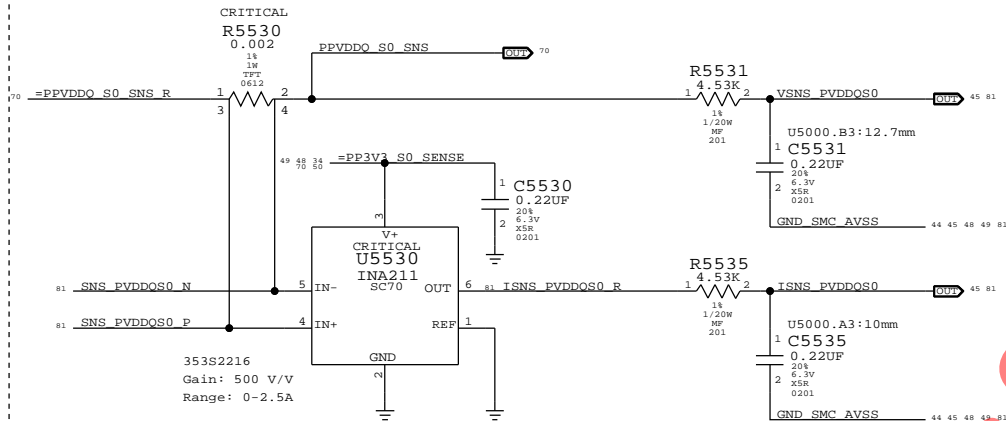 CRITICAL
R5530
0.002
1%
1W
TFT
0612
PPVDDQ_S0_SNS
OUT 70
70 =PPVDDQ_S0_SNS_R
1 2
3 4
R5531
4.53K
1 2
1%
1/20W
MF
201
VSNS_PVDDQS0
OUT 45 81
U5000.B3:12.7mm
1
C5531
0.22UF
20%
6.3V
X5R
0201
2
GND_SMC_AVSS 44 45 48 49 81
49 48 34
70 50
=PP3V3_S0_SENSE
1
C5530
0.22UF
20%
6.3V
X5R
0201
2
3
V+
CRITICAL
U5530
INA211
SC70
81 SNS_PVDDQS0_N 5 IN-
OUT 6 81 ISNS_PVDDQS0_R
81 SNS_PVDDQS0_P 4 IN+
REF 1
GND
2
353S2216
Gain: 500 V/V
Range: 0-2.5A
R5535
4.53K
1 2
1%
1/20W
MF
201
ISNS_PVDDQS0
OUT 45 81
U5000.A3:10mm
1
C5535
0.22UF
20%
6.3V
X5R
0201
2
GND_SMC_AVSS 44 45 48 49 81